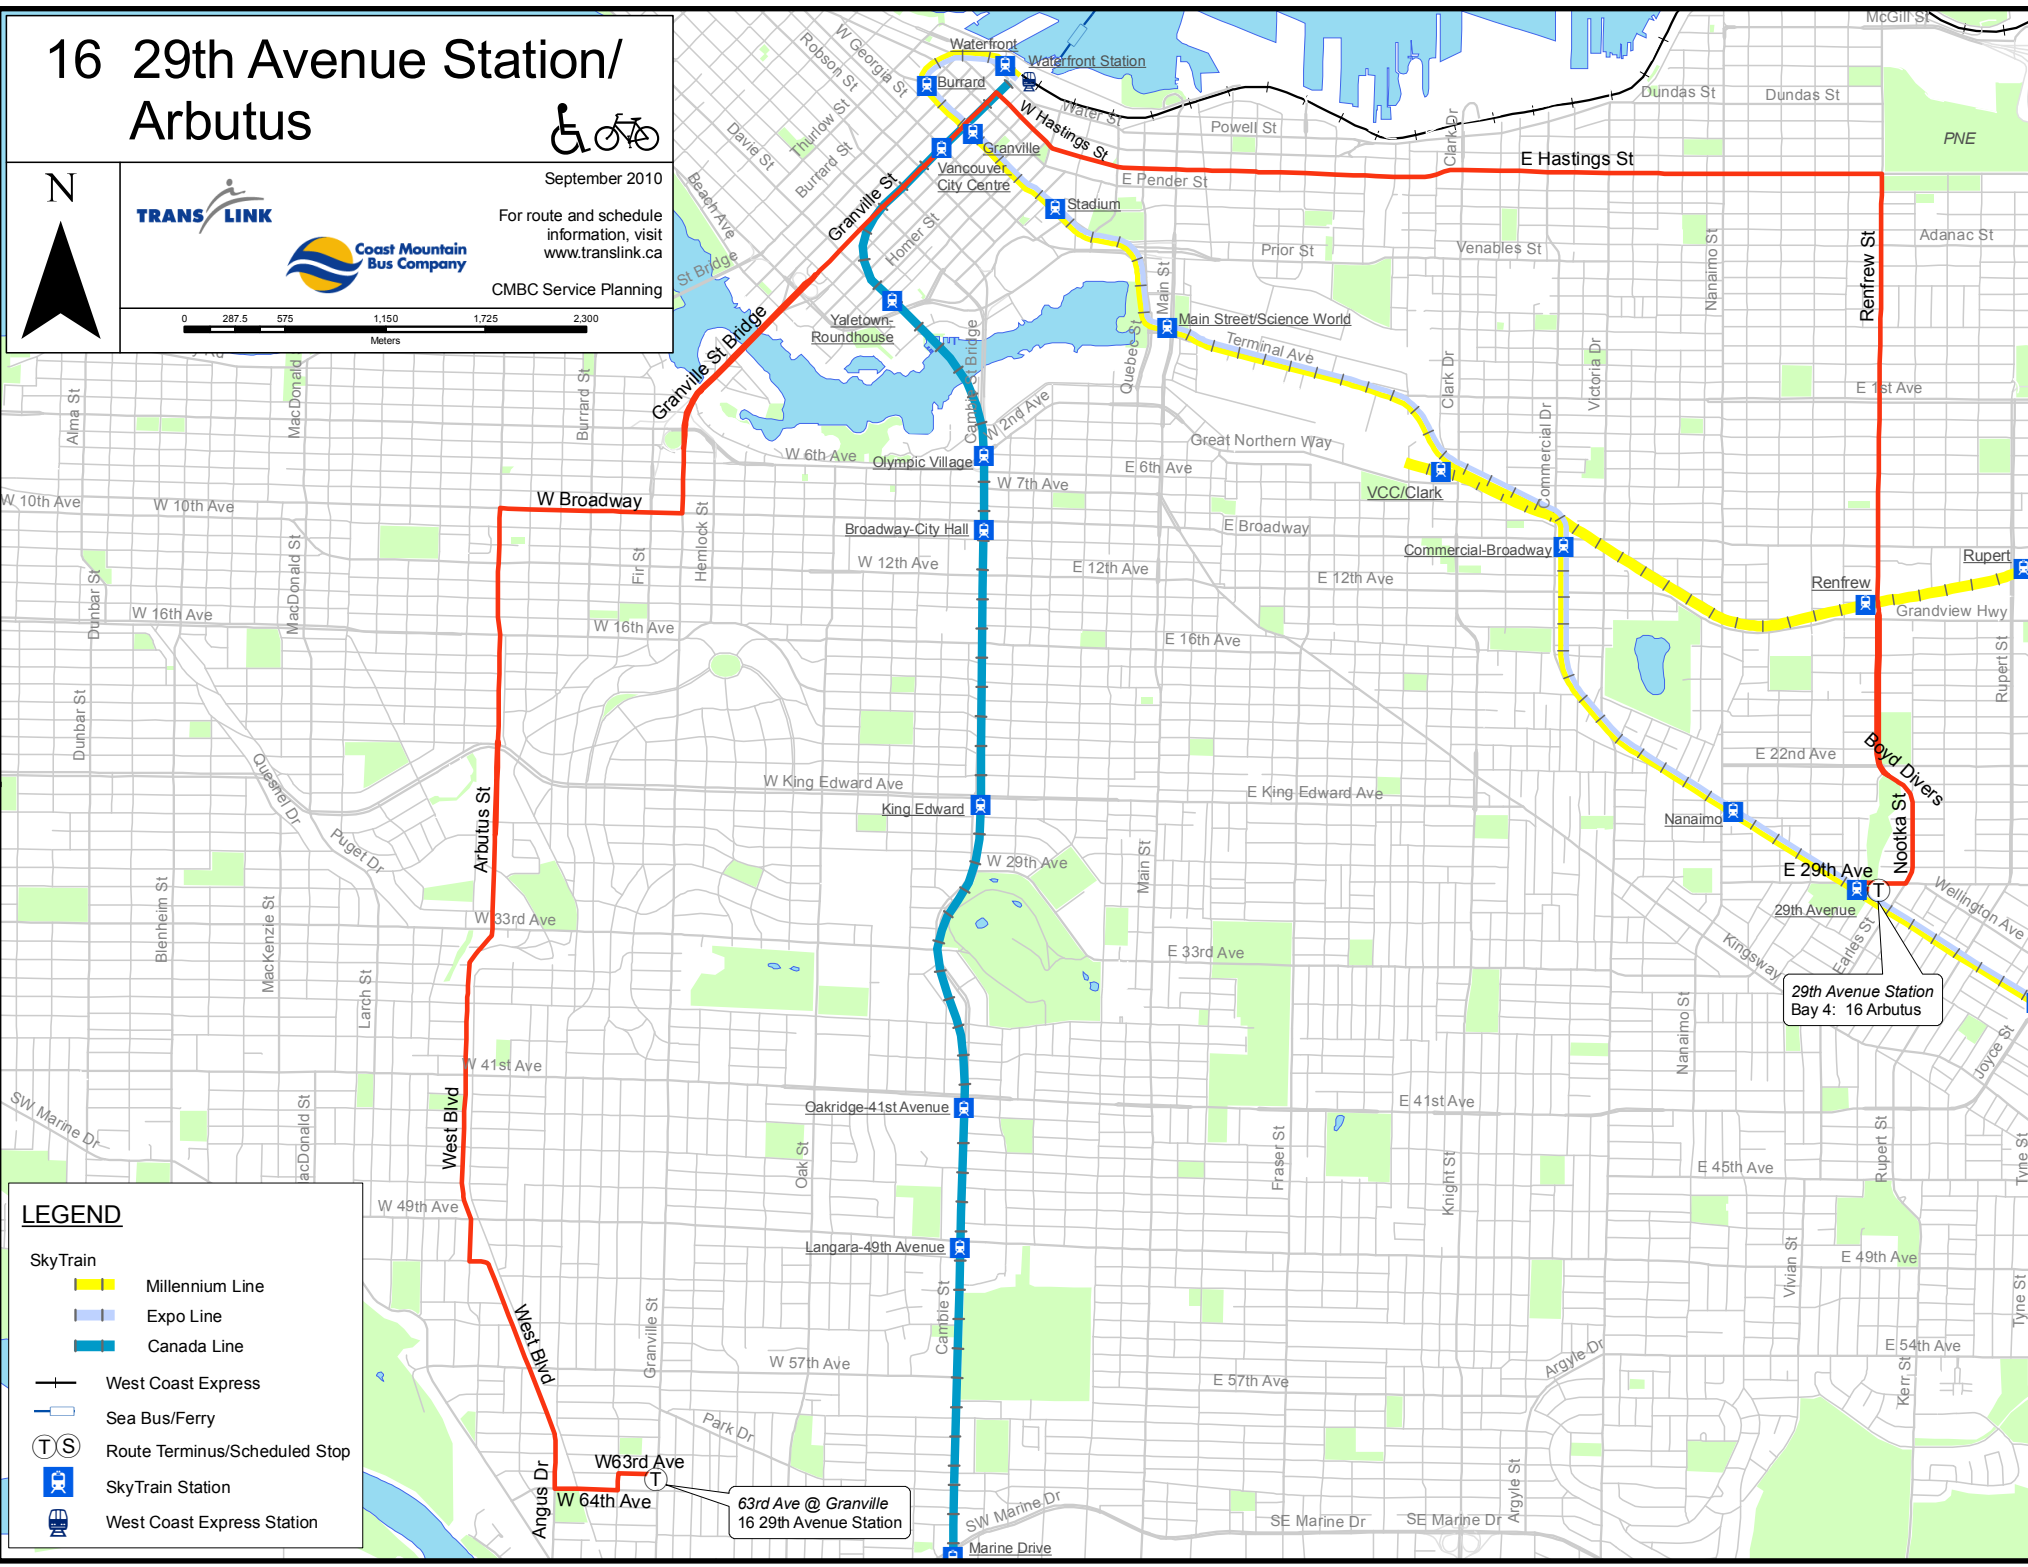 16 29th Avenue Station/
Arbutus
N
TRANS LINK
Coast Mountain
Bus Company
September 2010
For route and schedule
information, visit
www.translink.ca
CMBC Service Planning
0 287.5 575 1,150 1,725 2,300
Meters
Robson St
W Georgia St
Thurlow St
Davie St
Burrard St
Beach Ave
Granville St
Homer St
St Bridge
Granville St Bridge
Waterfront
Waterfront Station
Burrard
Granville
Vancouver
City Centre
Stadium
Yaletown-
Roundhouse
Water St
W Hastings St
Powell St
E Pender St
E Hastings St
Clark Dr
Dundas St
Dundas St
McGill St
PNE
Prior St
Venables St
Adanac St
Nanaimo St
Renfrew St
Main St
Quebec St
Main Street/Science World
Terminal Ave
Cambie St Bridge
W 2nd Ave
Great Northern Way
Clark Dr
Victoria Dr
Commercial Dr
E 1st Ave
Alma St
MacDonald
Burrard St
W 6th Ave
Olympic Village
W 7th Ave
E 6th Ave
VCC/Clark
W 10th Ave
W 10th Ave
W Broadway
Hemlock St
Fir St
Broadway-City Hall
E Broadway
Commercial-Broadway
W 12th Ave
E 12th Ave
E 12th Ave
Rupert
Renfrew
Grandview Hwy
Dunbar St
MacDonald St
W 16th Ave
W 16th Ave
E 16th Ave
Rupert St
Dunbar St
Quesnel Dr
Puget Dr
Arbutus St
W King Edward Ave
King Edward
E King Edward Ave
E 22nd Ave
Boyd Divers
Nootka St
Nanaimo
E 29th Ave
29th Avenue
T
W 29th Ave
Main St
Wellington Ave
Earles St
Kingsway
Blenheim St
MacKenzie St
Larch St
W 33rd Ave
E 33rd Ave
29th Avenue Station
Bay 4: 16 Arbutus
Nanaimo St
Joyce St
W 41st Ave
Oakridge-41st Avenue
E 41st Ave
SW Marine Dr
acDonald St
West Blvd
Oak St
Fraser St
Knight St
E 45th Ave
Rupert St
Tyne St
W 49th Ave
Langara-49th Avenue
E 49th Ave
Vivian St
Tyne St
West Blvd
Granville St
Cambie St
W 57th Ave
E 57th Ave
Argyle Dr
E 54th Ave
Kerr St
Park Dr
W63rd Ave
T
W 64th Ave
Angus Dr
63rd Ave @ Granville
16 29th Avenue Station
SW Marine Dr
Marine Drive
SE Marine Dr
SE Marine Dr
Argyle St
LEGEND
SkyTrain
Millennium Line
Expo Line
Canada Line
West Coast Express
Sea Bus/Ferry
T S Route Terminus/Scheduled Stop
SkyTrain Station
West Coast Express Station